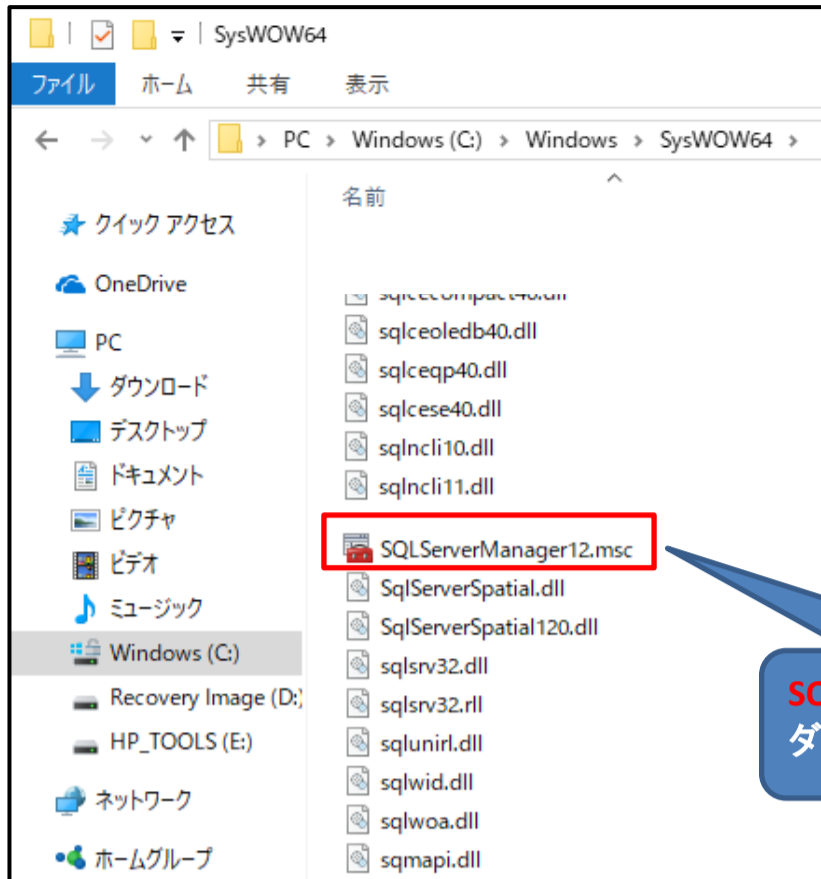 SysWOW64
ファイル ホーム 共有 表示
PC > Windows (C:) > Windows > SysWOW64 >
名前
クイック アクセス
OneDrive
PC
ダウンロード
デスクトップ
ドキュメント
ピクチャ
ビデオ
ミュージック
Windows (C:)
Recovery Image (D:)
HP_TOOLS (E:)
ネットワーク
ホームグループ
sqlcecompact40.dll
sqlceoledb40.dll
sqlceqp40.dll
sqlcese40.dll
sqlncli10.dll
sqlncli11.dll
SQLServerManager12.msc
SqlServerSpatial.dll
SqlServerSpatial120.dll
sqlsrv32.dll
sqlsrv32.rll
sqlunirl.dll
sqlwid.dll
sqlwoa.dll
sqmapi.dll